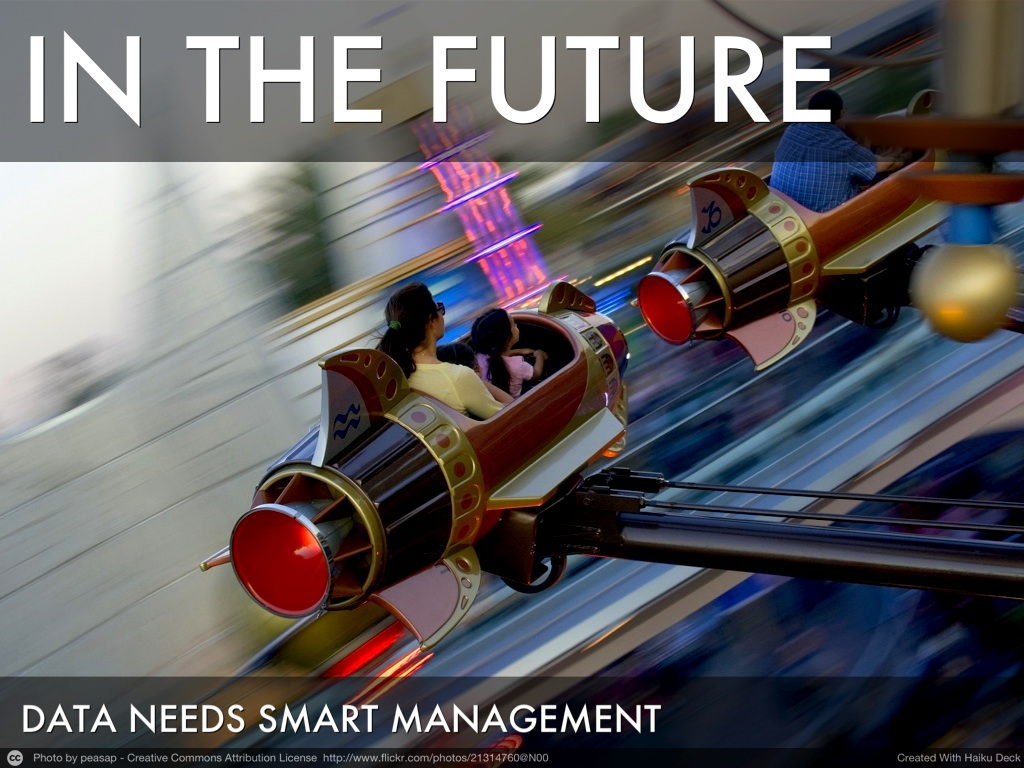 IN THE FUTURE
DATA NEEDS SMART MANAGEMENT
cc Photo by peasap - Creative Commons Attribution License http://www.flickr.com/photos/21314760@N00 Created With Haiku Deck